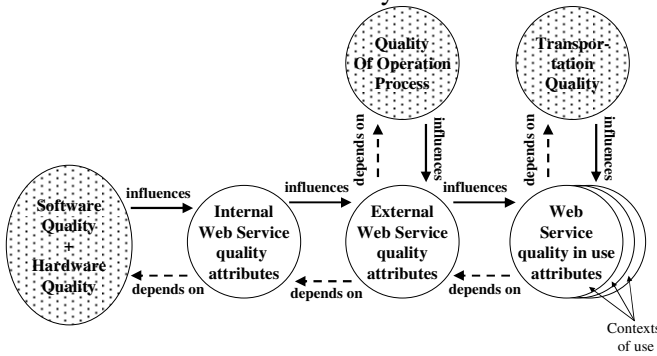 Quality
Of Operation
Process
Transpor-
tation
Quality
depends on
influences
depends on
influences
Software
Quality
+
Hardware
Quality
influences
Internal
Web Service
quality
attributes
influences
External
Web Service
quality
attributes
influences
Web
Service
quality in use
attributes
depends on
depends on
depends on
Contexts
of use